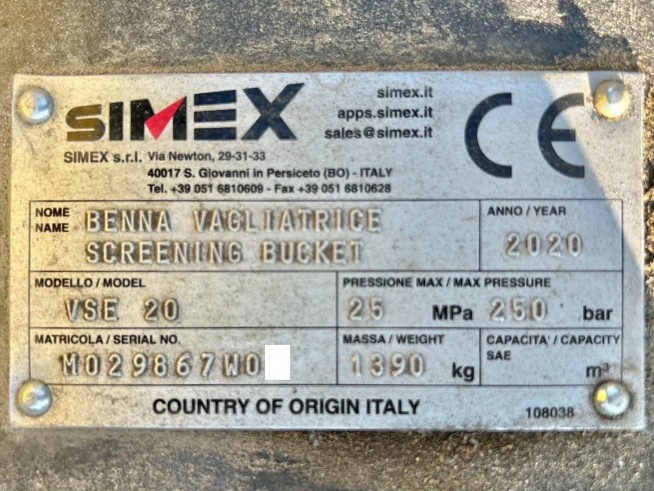 SIMEX
simex.it
apps.simex.it
sales@simex.it
CE
SIMEX s.r.l. Via Newton, 29-31-33
40017 S. Giovanni in Persiceto (BO) - ITALY
Tel. +39 051 6810609 - Fax +39 051 6810628
NOME
NAME
BENNA VAGLIATRICE
SCREENING BUCKET
ANNO / YEAR
2020
MODELLO / MODEL
VSE 20
PRESSIONE MAX / MAX PRESSURE
25 MPa 250 bar
MATRICOLA / SERIAL NO.
M029867W0
MASSA / WEIGHT
1390 kg
CAPACITA' / CAPACITY
SAE
m³
COUNTRY OF ORIGIN ITALY
108038